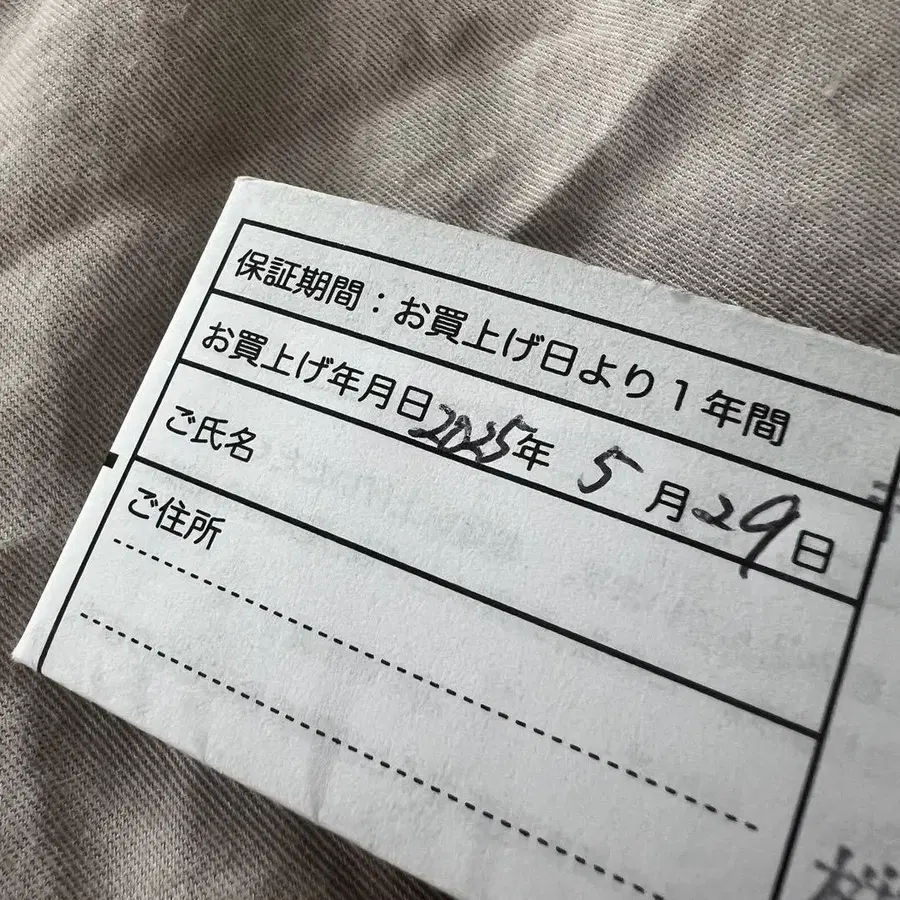 保証期間：お買上げ日より1年間
お買上げ年月日2025年 5月29日
ご氏名
ご住所